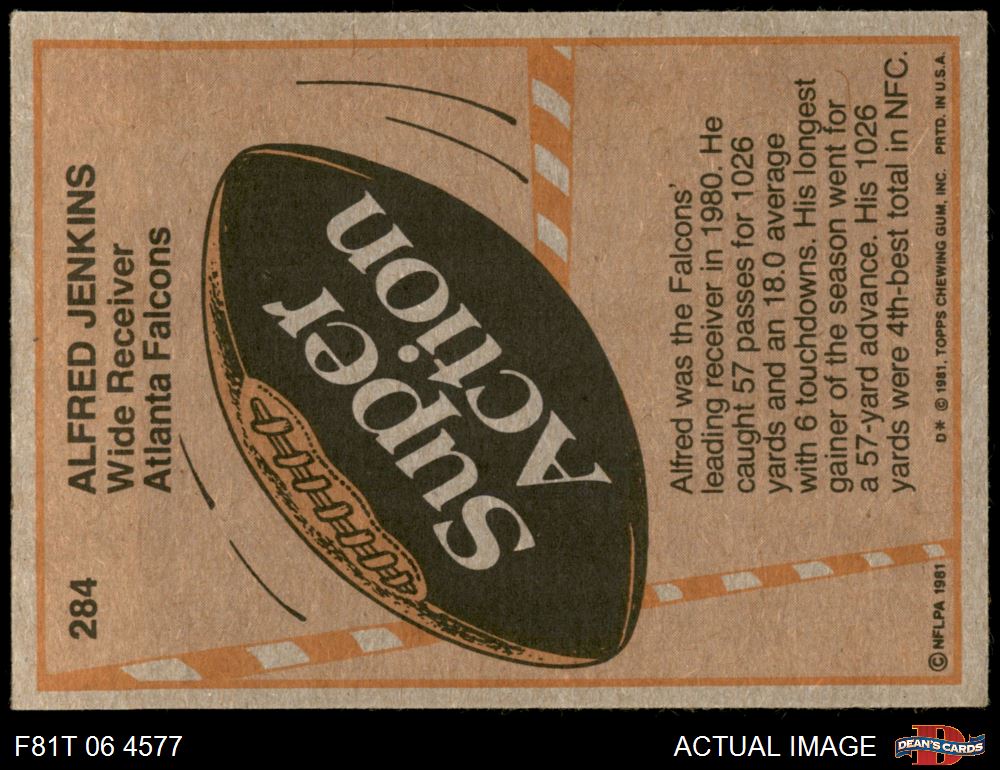 284
ALFRED JENKINS
Wide Receiver
Atlanta Falcons
Super
Action
Alfred was the Falcons'
leading receiver in 1980. He
caught 57 passes for 1026
yards and an 18.0 average
with 6 touchdowns. His longest
gainer of the season went for
a 57-yard advance. His 1026
yards were 4th-best total in NFC.
© NFLPA 1981
D* © 1981, TOPPS CHEWING GUM, INC. PRTD. IN U.S.A.
F81T 06 4577
ACTUAL IMAGE
D
DEAN'S CARDS